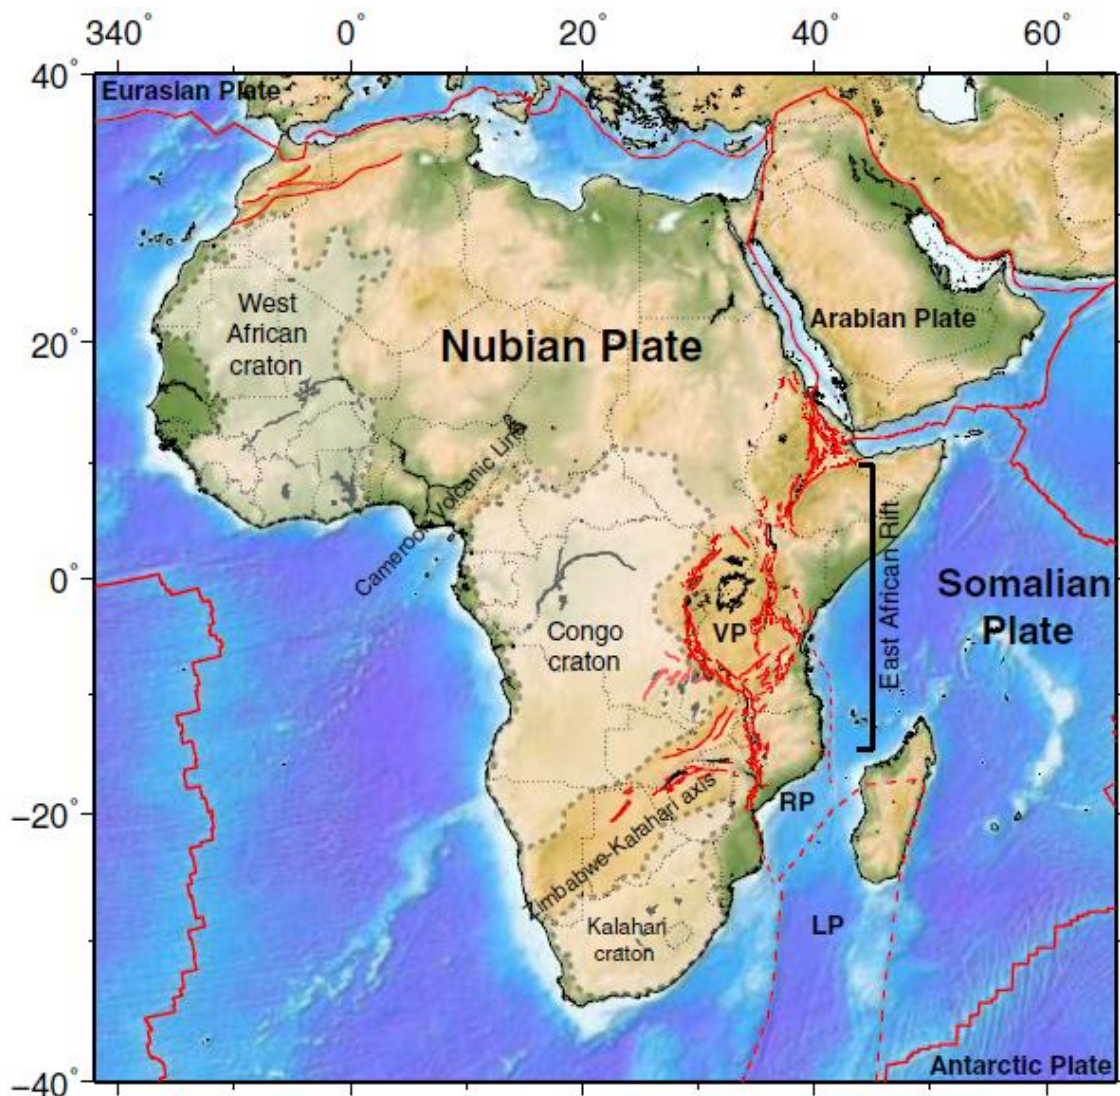 340°
0°
20°
40°
60°
40°
20°
0°
−20°
−40°
Eurasian Plate
West
African
craton
Nubian Plate
Arabian Plate
Cameroon Volcanic Line
East African Rift
Somalian
Plate
Congo
craton
VP
RP
Zimbabwe-Kalahari axis
Kalahari
craton
LP
Antarctic Plate